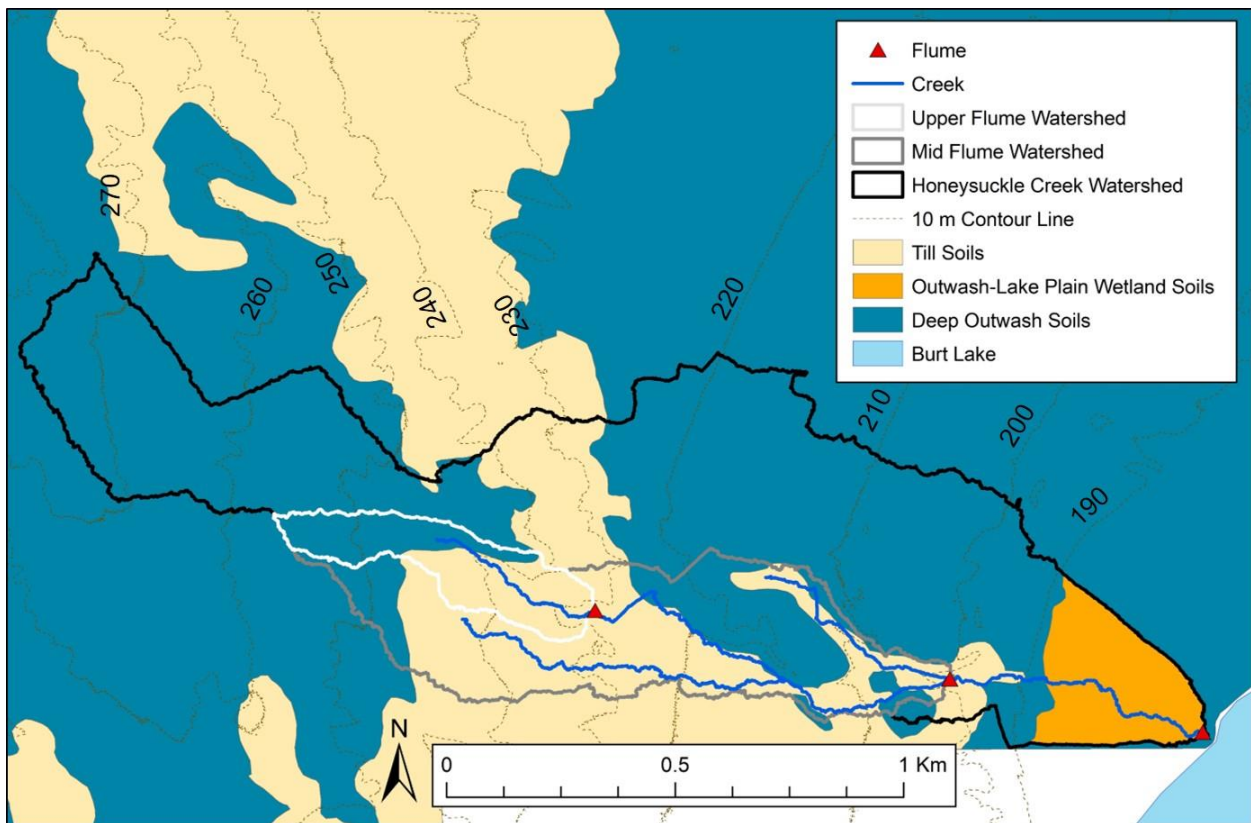 Flume
Creek
Upper Flume Watershed
Mid Flume Watershed
Honeysuckle Creek Watershed
10 m Contour Line
Till Soils
Outwash-Lake Plain Wetland Soils
Deep Outwash Soils
Burt Lake
270
260
250
240
230
220
210
200
190
N
0 0.5 1 Km